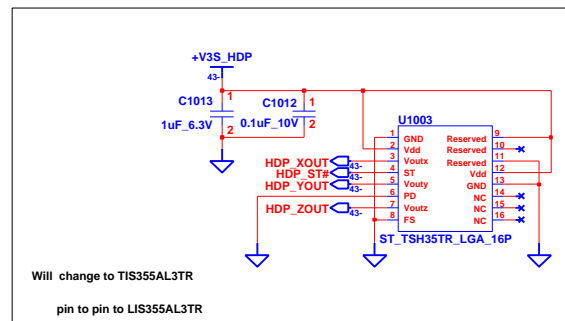 +V3S_HDP
43-
C1013
1
2
1uF_6.3V
C1012
1
2
0.1uF_10V
U1003
1 GND Reserved 9
2 Vdd Reserved 10
HDP_XOUT 43- 3 Voutx Reserved 11
HDP_ST# 43- 4 ST Vdd 12
HDP_YOUT 43- 5 Vouty GND 13
6 PD NC 14
HDP_ZOUT 43- 7 Voutz NC 15
8 FS NC 16
ST_TSH35TR_LGA_16P
Will change to TIS355AL3TR
pin to pin to LIS355AL3TR